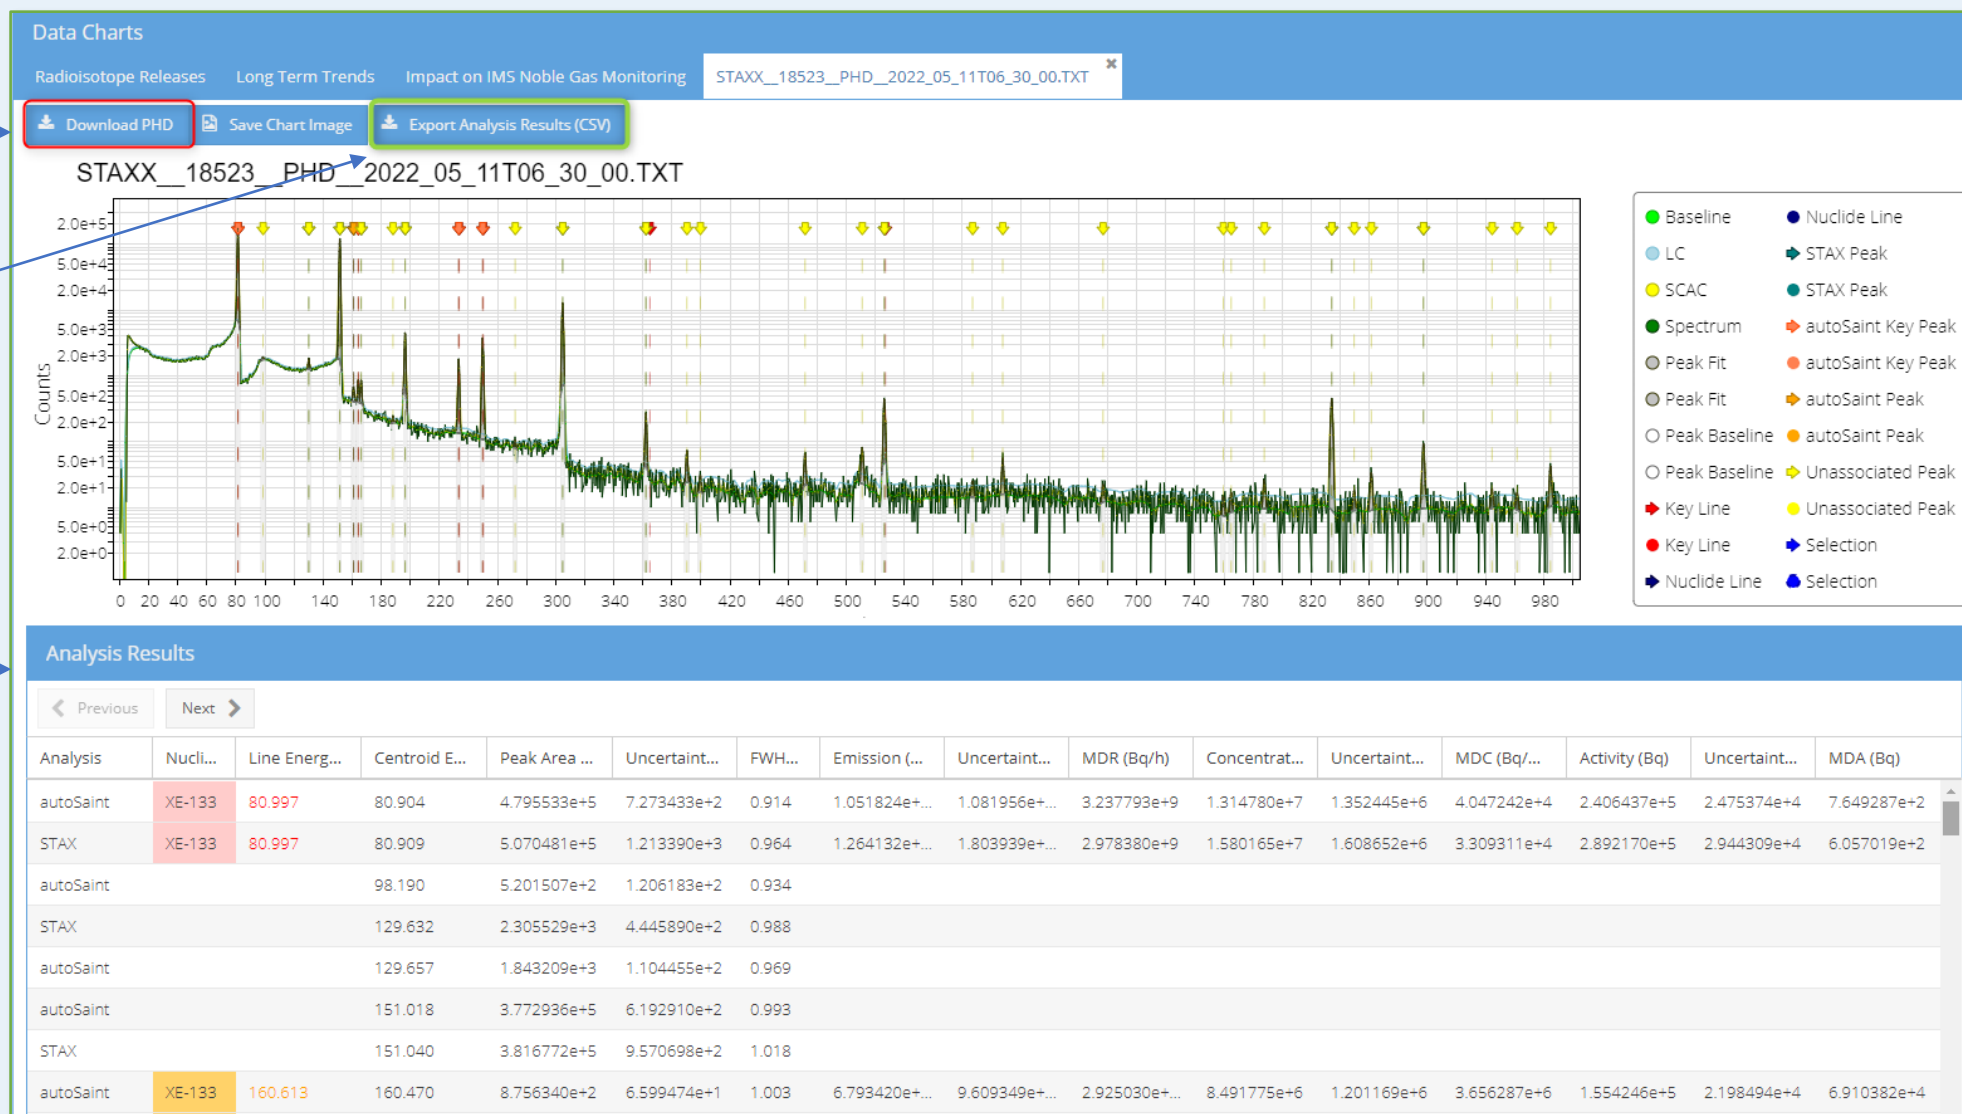 Data Charts
Radioisotope Releases Long Term Trends Impact on IMS Noble Gas Monitoring STAXX__18523__PHD__2022_05_11T06_30_00.TXT
Download PHD Save Chart Image Export Analysis Results (CSV)
STAXX__18523__PHD__2022_05_11T06_30_00.TXT
Counts
2.0e+5
5.0e+4
2.0e+4
5.0e+3
2.0e+3
5.0e+2
2.0e+2
5.0e+1
2.0e+1
5.0e+0
2.0e+0
0 20 40 60 80 100 140 180 220 260 300 340 380 420 460 500 540 580 620 660 700 740 780 820 860 900 940 980
Baseline Nuclide Line
LC STAX Peak
SCAC STAX Peak
Spectrum autoSaint Key Peak
Peak Fit autoSaint Key Peak
Peak Fit autoSaint Peak
Peak Baseline autoSaint Peak
Peak Baseline Unassociated Peak
Key Line Unassociated Peak
Key Line Selection
Nuclide Line Selection
Analysis Results
Previous Next
Analysis Nucli... Line Energ... Centroid E... Peak Area ... Uncertaint... FWH... Emission (... Uncertaint... MDR (Bq/h) Concentrat... Uncertaint... MDC (Bq/... Activity (Bq) Uncertaint... MDA (Bq)
autoSaint XE-133 80.997 80.904 4.795533e+5 7.273433e+2 0.914 1.051824e+... 1.081956e+... 3.237793e+9 1.314780e+7 1.352445e+6 4.047242e+4 2.406437e+5 2.475374e+4 7.649287e+2
STAX XE-133 80.997 80.909 5.070481e+5 1.213390e+3 0.964 1.264132e+... 1.803939e+... 2.978380e+9 1.580165e+7 1.608652e+6 3.309311e+4 2.892170e+5 2.944309e+4 6.057019e+2
autoSaint 98.190 5.201507e+2 1.206183e+2 0.934
STAX 129.632 2.305529e+3 4.445890e+2 0.988
autoSaint 129.657 1.843209e+3 1.104455e+2 0.969
autoSaint 151.018 3.772936e+5 6.192910e+2 0.993
STAX 151.040 3.816772e+5 9.570698e+2 1.018
autoSaint XE-133 160.613 160.470 8.756340e+2 6.599474e+1 1.003 6.793420e+... 9.609349e+... 2.925030e+... 8.491775e+6 1.201169e+6 3.656287e+6 1.554246e+5 2.198494e+4 6.910382e+4